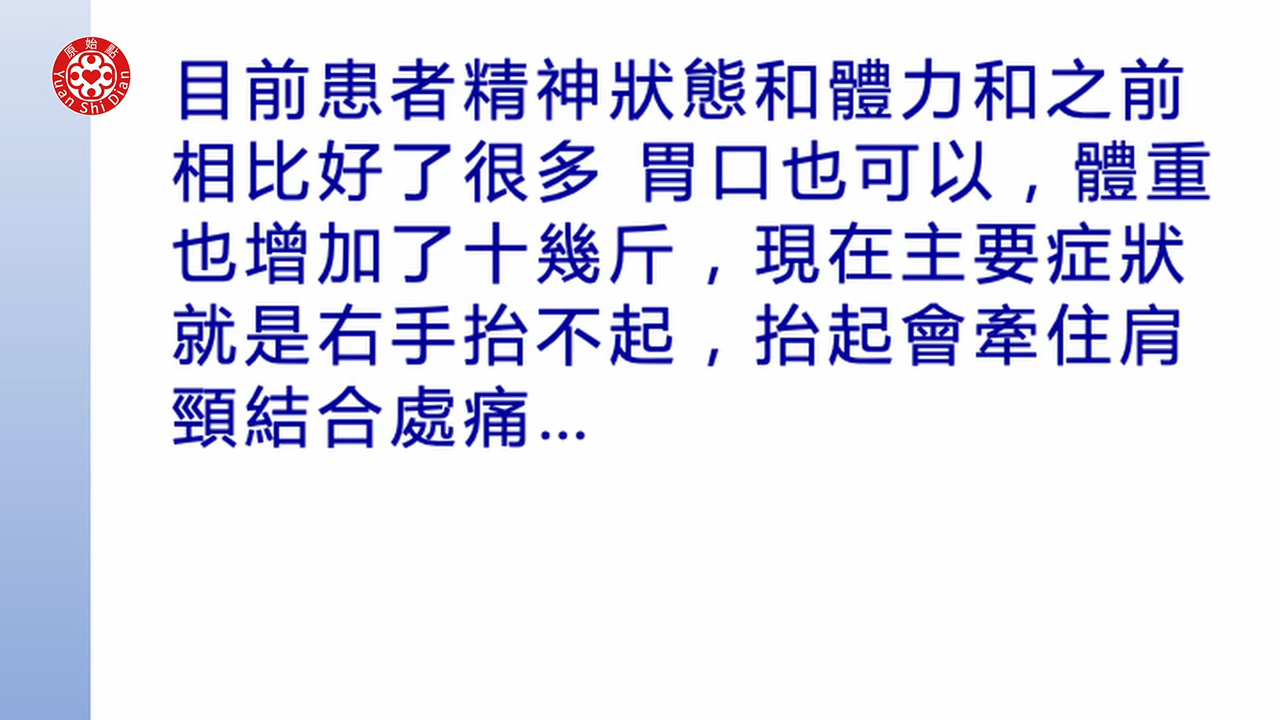 原始點
Yuan Shi Dian
目前患者精神狀態和體力和之前
相比好了很多 胃口也可以，體重
也增加了十幾斤，現在主要症狀
就是右手抬不起，抬起會牽住肩
頸結合處痛...